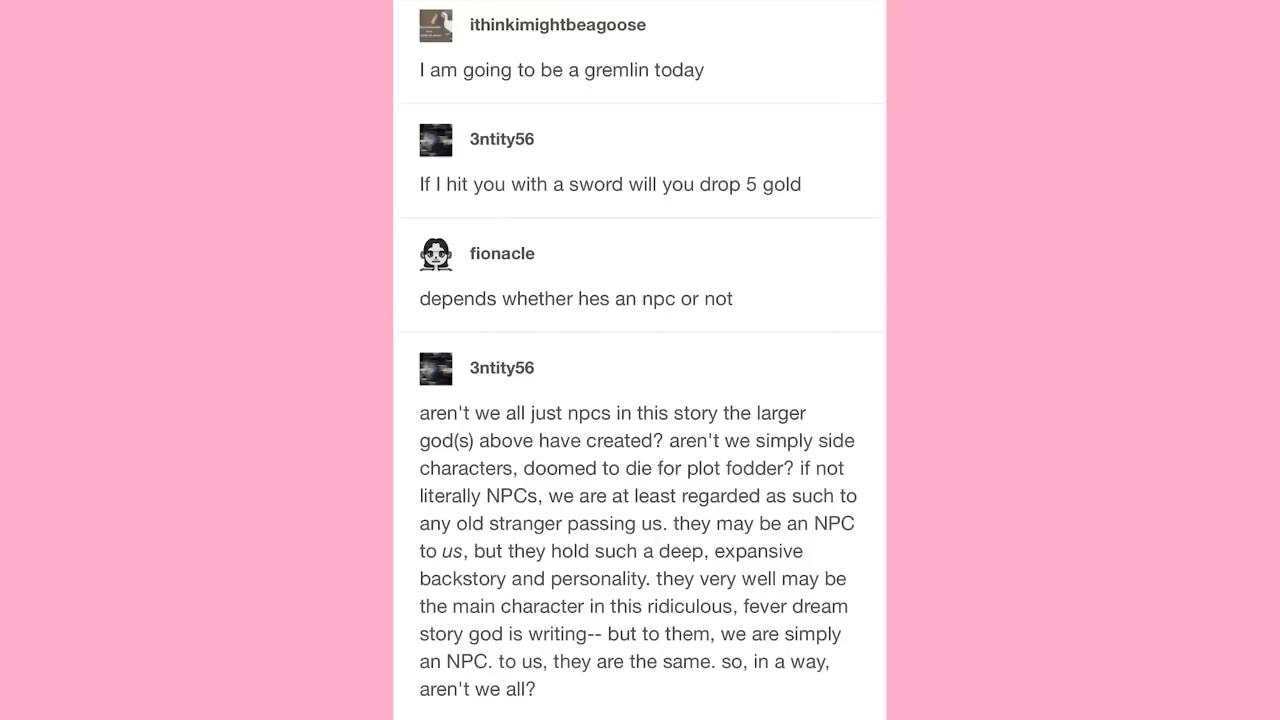 ithinkimightbeagoose
I am going to be a gremlin today
3ntity56
If I hit you with a sword will you drop 5 gold
fionacle
depends whether hes an npc or not
3ntity56
aren't we all just npcs in this story the larger
god(s) above have created? aren't we simply side
characters, doomed to die for plot fodder? if not
literally NPCs, we are at least regarded as such to
any old stranger passing us. they may be an NPC
to us, but they hold such a deep, expansive
backstory and personality. they very well may be
the main character in this ridiculous, fever dream
story god is writing-- but to them, we are simply
an NPC. to us, they are the same. so, in a way,
aren't we all?